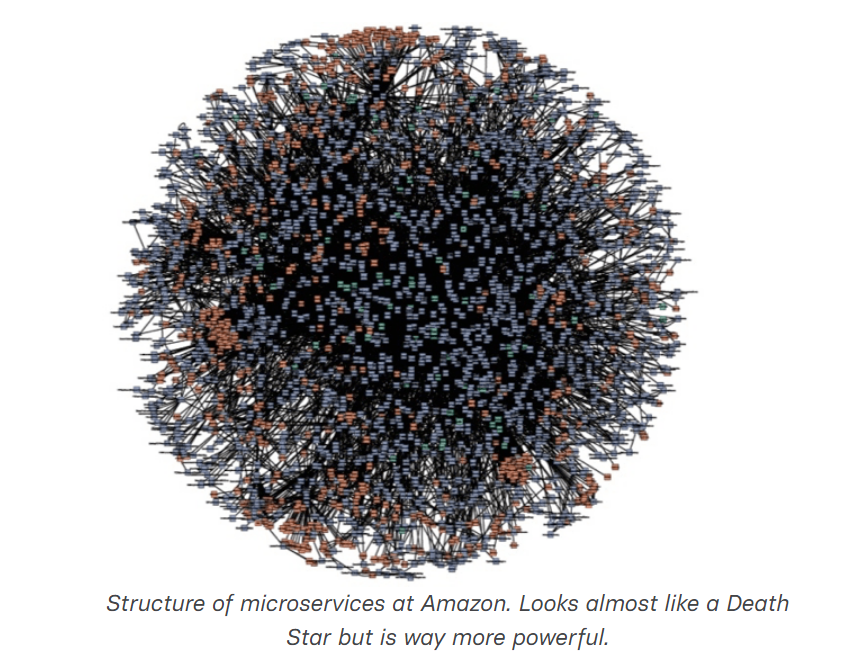 Structure of microservices at Amazon. Looks almost like a Death
Star but is way more powerful.